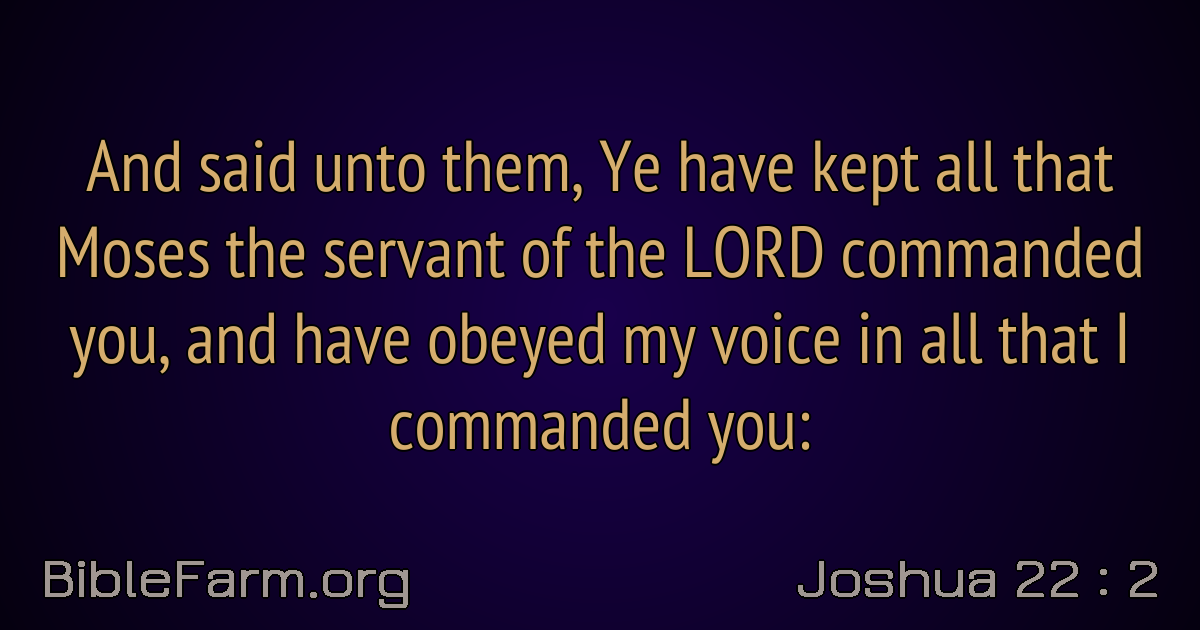 And said unto them, Ye have kept all that
Moses the servant of the LORD commanded
you, and have obeyed my voice in all that I
commanded you:
BibleFarm.org
Joshua 22 : 2